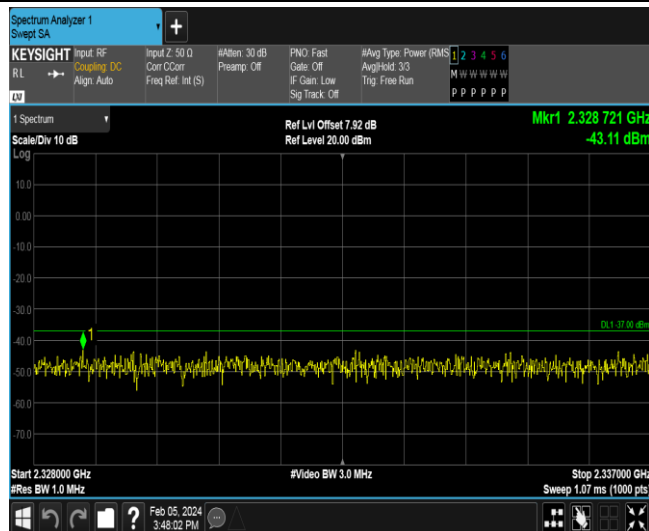 Spectrum Analyzer 1
Swept SA
+
KEYSIGHT Input: RF Input Z: 50 Ω #Atten: 30 dB PNO: Fast #Avg Type: Power (RMS 1 2 3 4 5 6
RL Coupling: DC Corr CCorr Preamp: Off Gate: Off Avg|Hold: 3/3 M W W W W W
Align: Auto Freq Ref: Int (S) IF Gain: Low Trig: Free Run P P P P P P
Sig Track: Off
LXI
1 Spectrum Ref Lvl Offset 7.92 dB Mkr1 2.328 721 GHz
Scale/Div 10 dB Ref Level 20.00 dBm -43.11 dBm
Log
10.0
0.00
-10.0
-20.0
-30.0
DL1 -37.00 dBm
1
-40.0
-50.0
-60.0
-70.0
Start 2.328000 GHz #Video BW 3.0 MHz Stop 2.337000 GHz
#Res BW 1.0 MHz Sweep 1.07 ms (1000 pts)
? Feb 05, 2024
3:48:02 PM